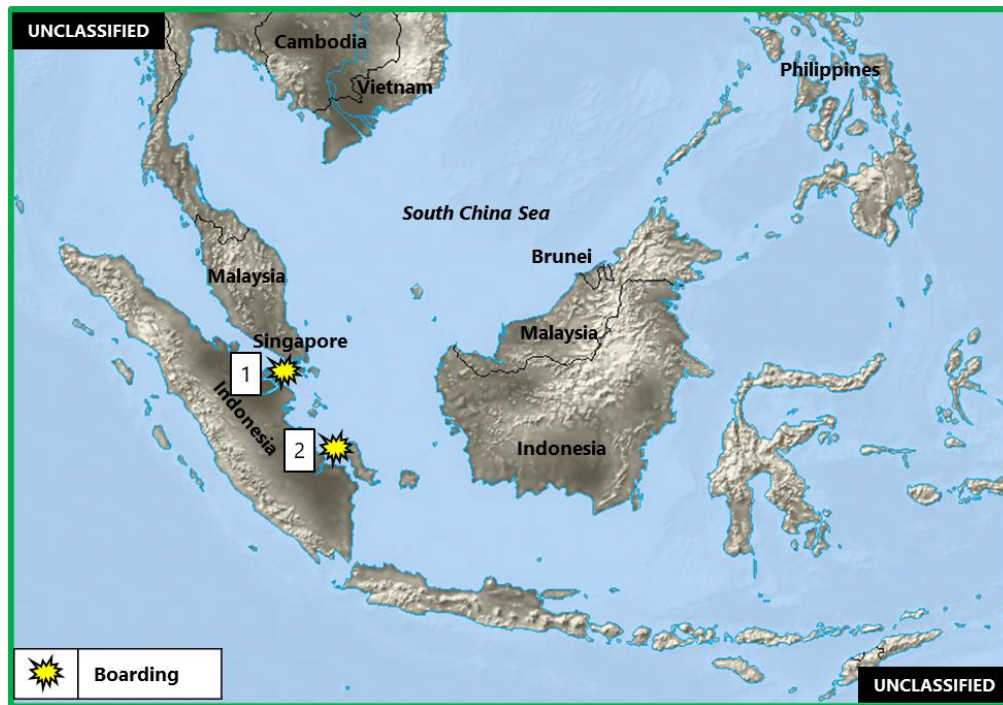 UNCLASSIFIED
Cambodia
Vietnam
Philippines
South China Sea
Brunei
Malaysia
Malaysia
Singapore
1
Indonesia
2
Indonesia
Boarding
UNCLASSIFIED